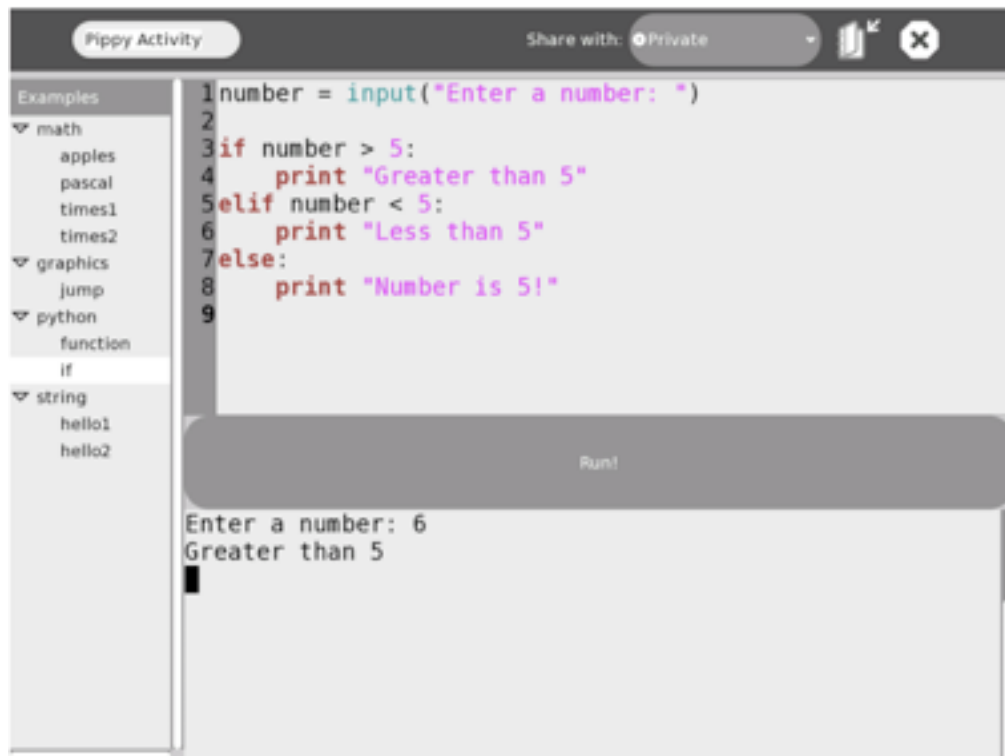 Pippy Activity
Share with: Private
Examples
math
apples
pascal
times1
times2
graphics
jump
python
function
if
string
hello1
hello2
1 number = input("Enter a number: ")
2
3 if number > 5:
4     print "Greater than 5"
5 elif number < 5:
6     print "Less than 5"
7 else:
8     print "Number is 5!"
9
Run!
Enter a number: 6
Greater than 5